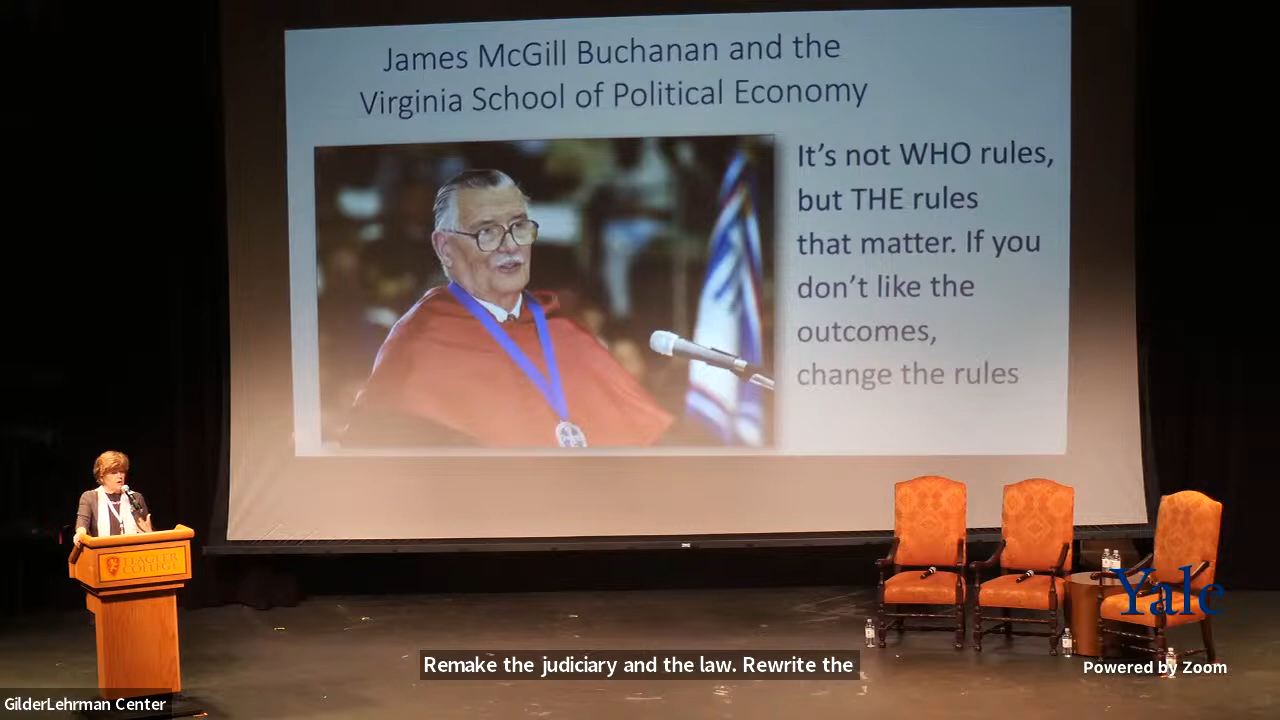 James McGill Buchanan and the
Virginia School of Political Economy
It's not WHO rules,
but THE rules
that matter. If you
don't like the
outcomes,
change the rules
FLAGLER
COLLEGE
Yale
Remake the judiciary and the law. Rewrite the
Powered by Zoom
GilderLehrman Center